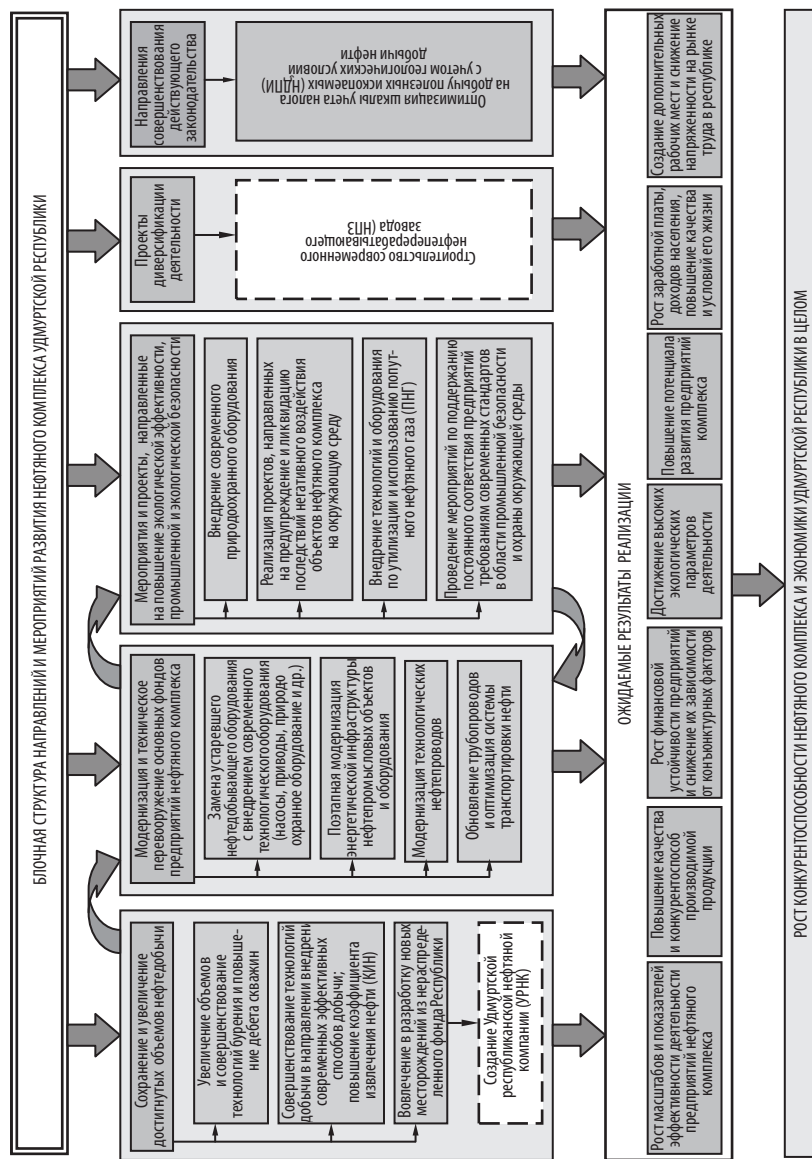 БЛОЧНАЯ СТРУКТУРА НАПРАВЛЕНИЙ И МЕРОПРИЯТИЙ РАЗВИТИЯ НЕФТЯНОГО КОМПЛЕКСА УДМУРТСКОЙ РЕСПУБЛИКИ
Сохранение и увеличение
достигнутых объемов нефтедобычи
Увеличение объемов
и совершенствование
технологий бурения и повыше-
ние дебета скважин
Совершенствование технологий
добычи в направлении внедрени
современных эффективных
способов добычи;
повышение коэффициента
извлечения нефти (КИН)
Вовлечение в разработку новых
месторождений из нераспреде-
ленного фонда Республики
Создание Удмуртской
республиканской нефтяной
компании (УРНК)
Модернизация и техническое
перевооружение основных фондов
предприятий нефтяного комплекса
Замена устаревшего
нефтедобывающего оборудования
с внедрением современного
технологическогооборудования
(насосы, приводы, природо
охранное оборудование и др.)
Поэтапная модернизация
энергетической инфраструктуры
нефтепромысловых объектов
и оборудования
Модернизация технологических
нефтепроводов
Обновление трубопроводов
и оптимизация системы
транспортировки нефти
Мероприятия и проекты, направленные
на повышение экологической эффективности,
промышленной и экологической безопасности
Внедрение современного
природоохранного оборудования
Реализация проектов, направленных
на предупреждение и ликвидацию
последствий негативного воздействия
объектов нефтяного комплекса
на окружающую среду
Внедрение технологий и оборудования
по утилизации и использованию попут-
ного нефтяного газа (ПНГ)
Проведение мероприятий по поддержанию
постоянного соответствия предприятий
требованиям современных стандартов
в области промышленной безопасности
и охраны окружающей среды
Проекты
диверсификации
деятельности
Строительство современного
нефтеперерабатывающего
завода (НПЗ
Направления
совершенствования
действующего
законодательства
Оптимизация шкалы учета налога
на добычу полезных ископаемых (НДПИ)
с учетом геологических условии
добычи нефти
ОЖИДАЕМЫЕ РЕЗУЛЬТАТЫ РЕАЛИЗАЦИИ
Рост масштабов и показателей
эффективности деятельности
предприятий нефтяного
комплекса
Повышение качества
и конкурентоспособ
производимой
продукции
Рост финансовой
устойчивости предприятий
и снижение их зависимости
от конъюнктурных факторов
Достижение высоких
экологических
параметров
деятельности
Повышение потенциала
развития предприятий
комплекса
Рост заработной платы,
доходов населения,
повышение качества
и условий его жизни
Создание дополнительных
рабочих мест и снижение
напряженности на рынке
труда в республике
РОСТ КОНКУРЕНТОСПОСОБНОСТИ НЕФТЯНОГО КОМПЛЕКСА И ЭКОНОМИКИ УДМУРТСКОЙ РЕСПУБЛИКИ В ЦЕЛОМ